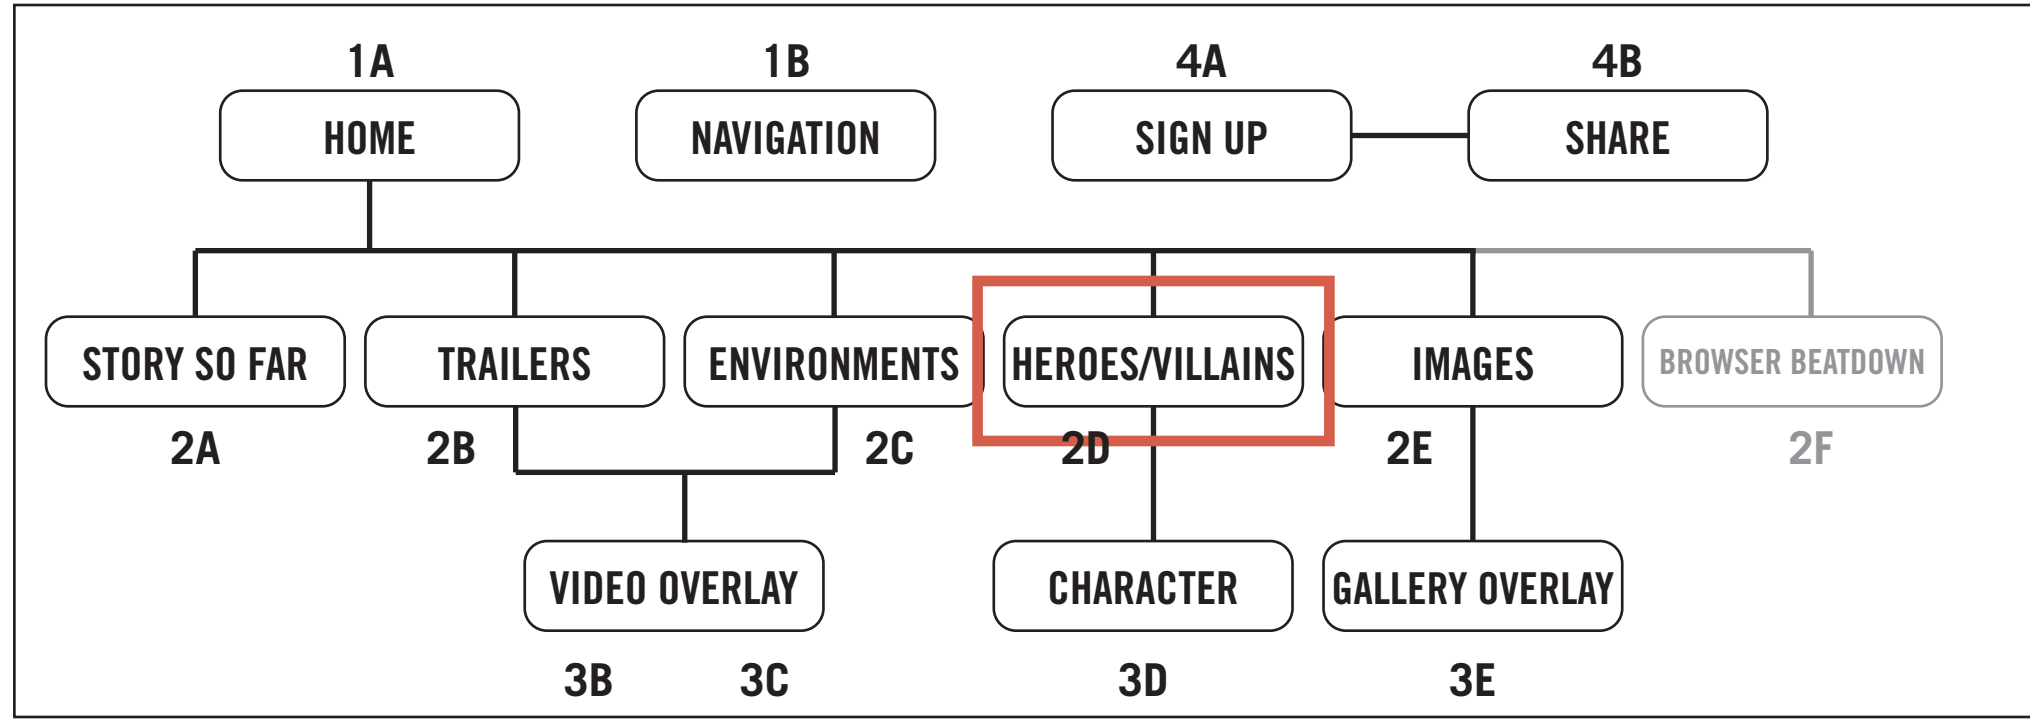 1A
1B
4A
4B
HOME
NAVIGATION
SIGN UP
SHARE
STORY SO FAR
TRAILERS
ENVIRONMENTS
HEROES/VILLAINS
IMAGES
BROWSER BEATDOWN
2A
2B
2C
2D
2E
2F
VIDEO OVERLAY
CHARACTER
GALLERY OVERLAY
3B
3C
3D
3E